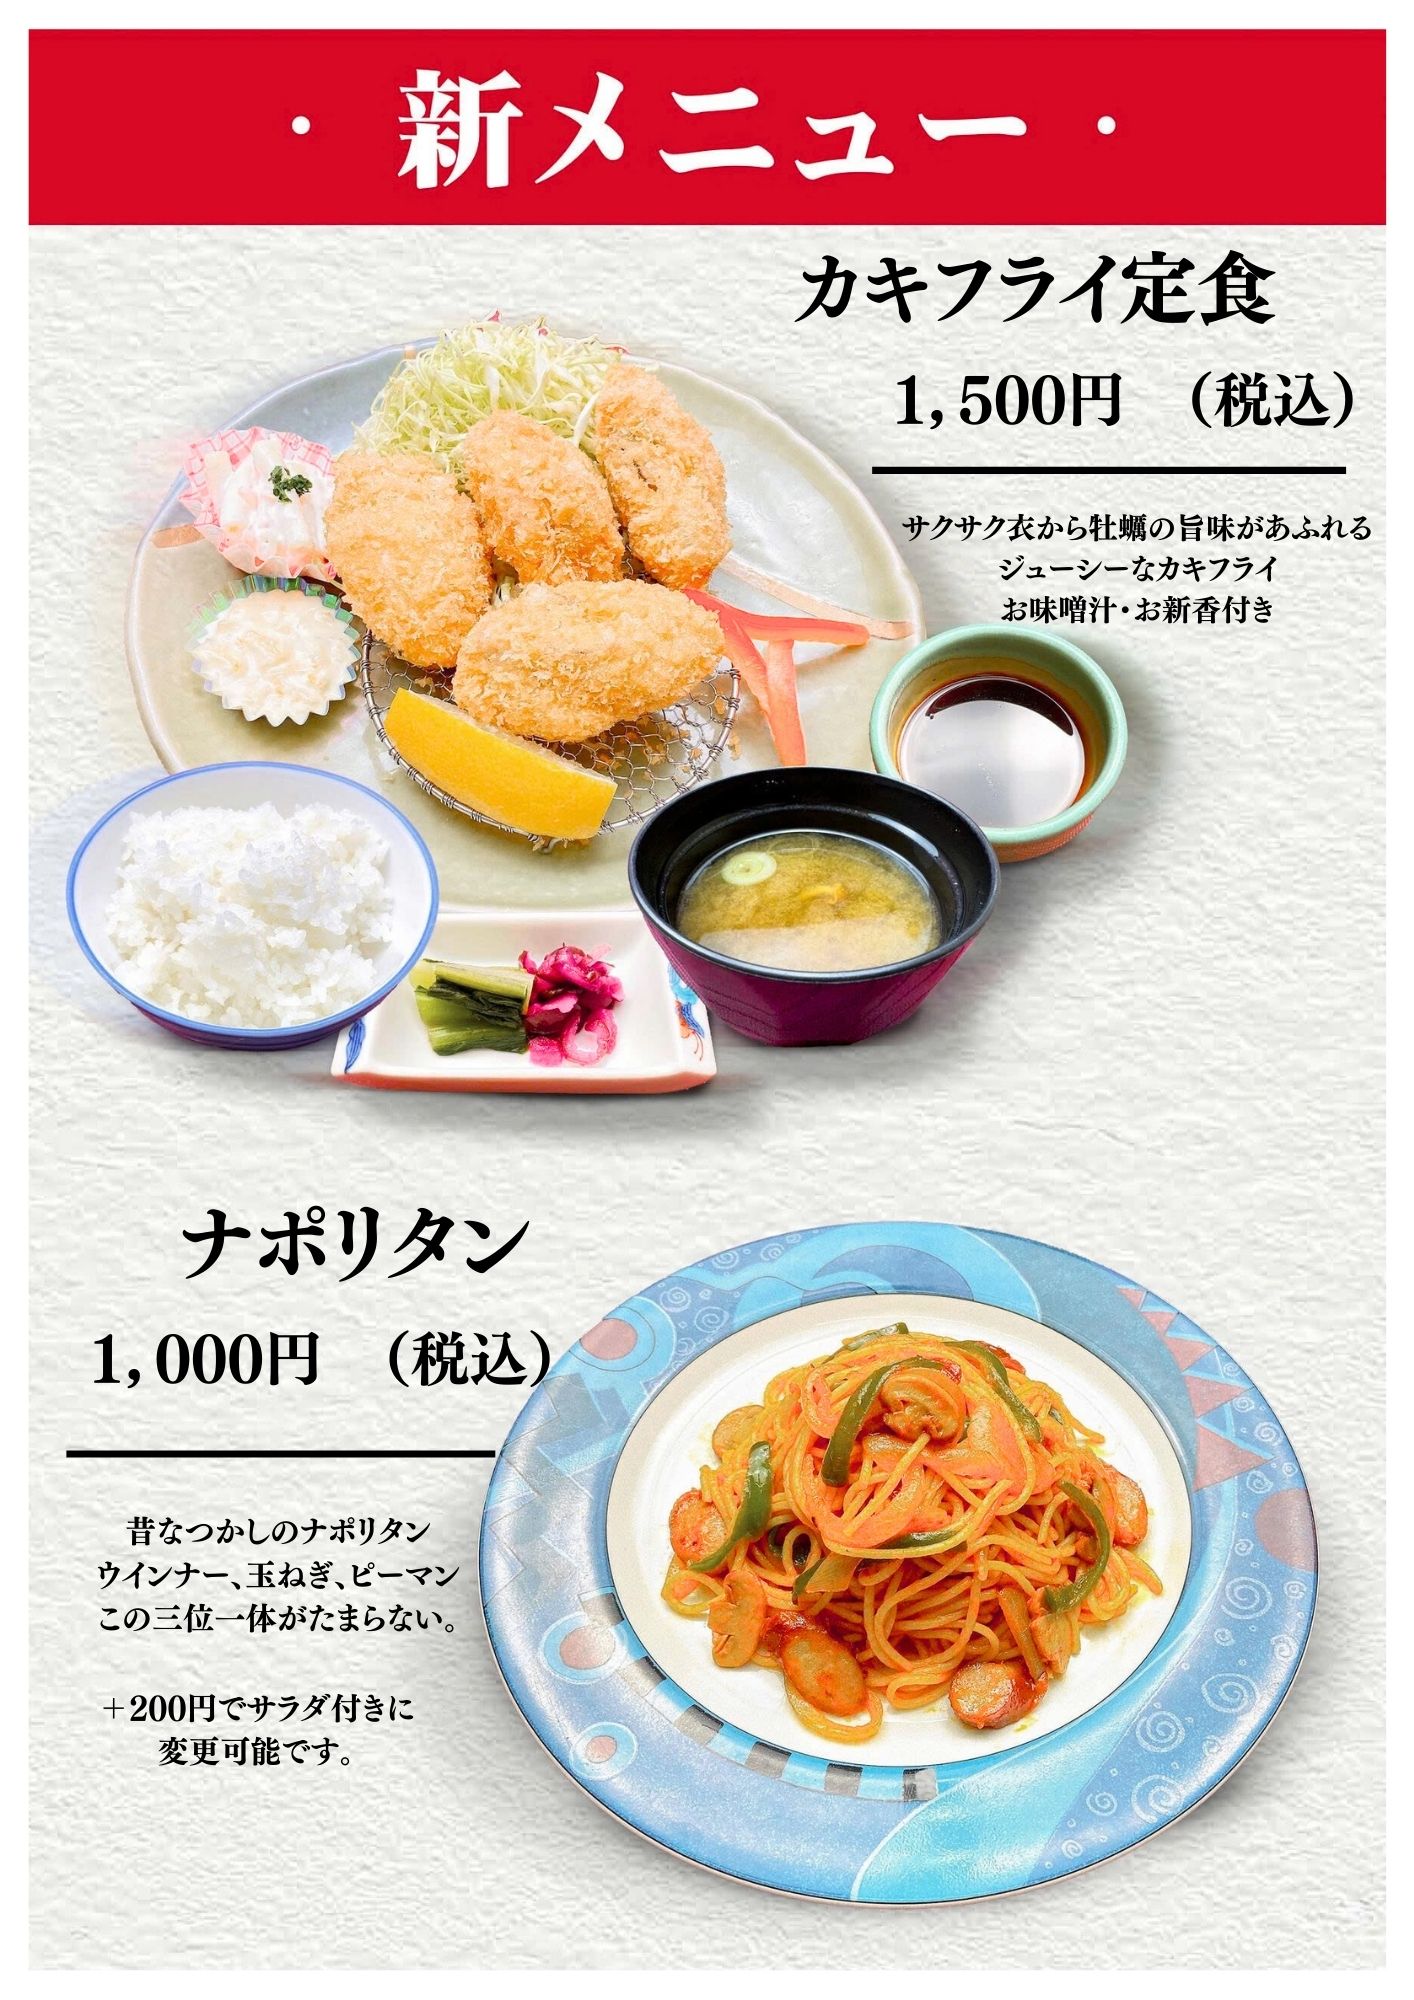 ・新メニュー・
カキフライ定食
1,500円　(税込)
サクサク衣から牡蠣の旨味があふれる
ジューシーなカキフライ
お味噌汁・お新香付き
ナポリタン
1,000円　(税込)
昔なつかしのナポリタン
ウインナー、玉ねぎ、ピーマン
この三位一体がたまらない。
＋200円でサラダ付きに
変更可能です。